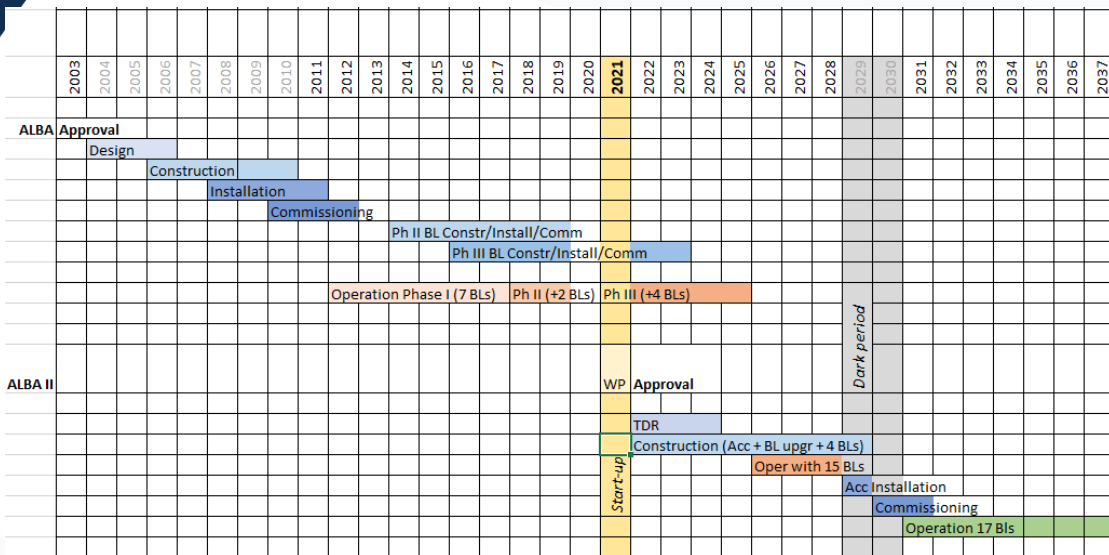 2003 2004 2005 2006 2007 2008 2009 2010 2011 2012 2013 2014 2015 2016 2017 2018 2019 2020 2021 2022 2023 2024 2025 2026 2027 2028 2029 2030 2031 2032 2033 2034 2035 2036 2037
ALBA Approval
Design
Construction
Installation
Commissioning
Ph II BL Constr/Install/Comm
Ph III BL Constr/Install/Comm
Operation Phase I (7 BLs) Ph II (+2 BLs) Ph III (+4 BLs)
Dark period
ALBA II WP Approval
TDR
Construction (Acc + BL upgr + 4 BLs)
Oper with 15 BLs
Start-up
Acc Installation
Commissioning
Operation 17 Bls